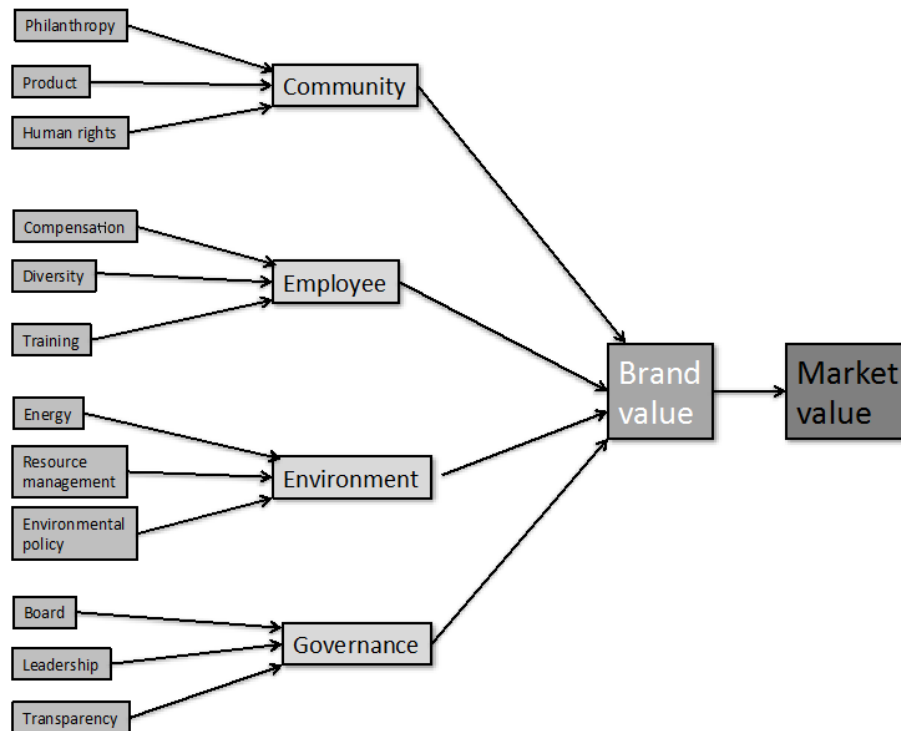 Philanthropy
Product
Human rights
Community
Compensation
Diversity
Training
Employee
Energy
Resource
management
Environmental
policy
Environment
Board
Leadership
Transparency
Governance
Brand
value
Market
value